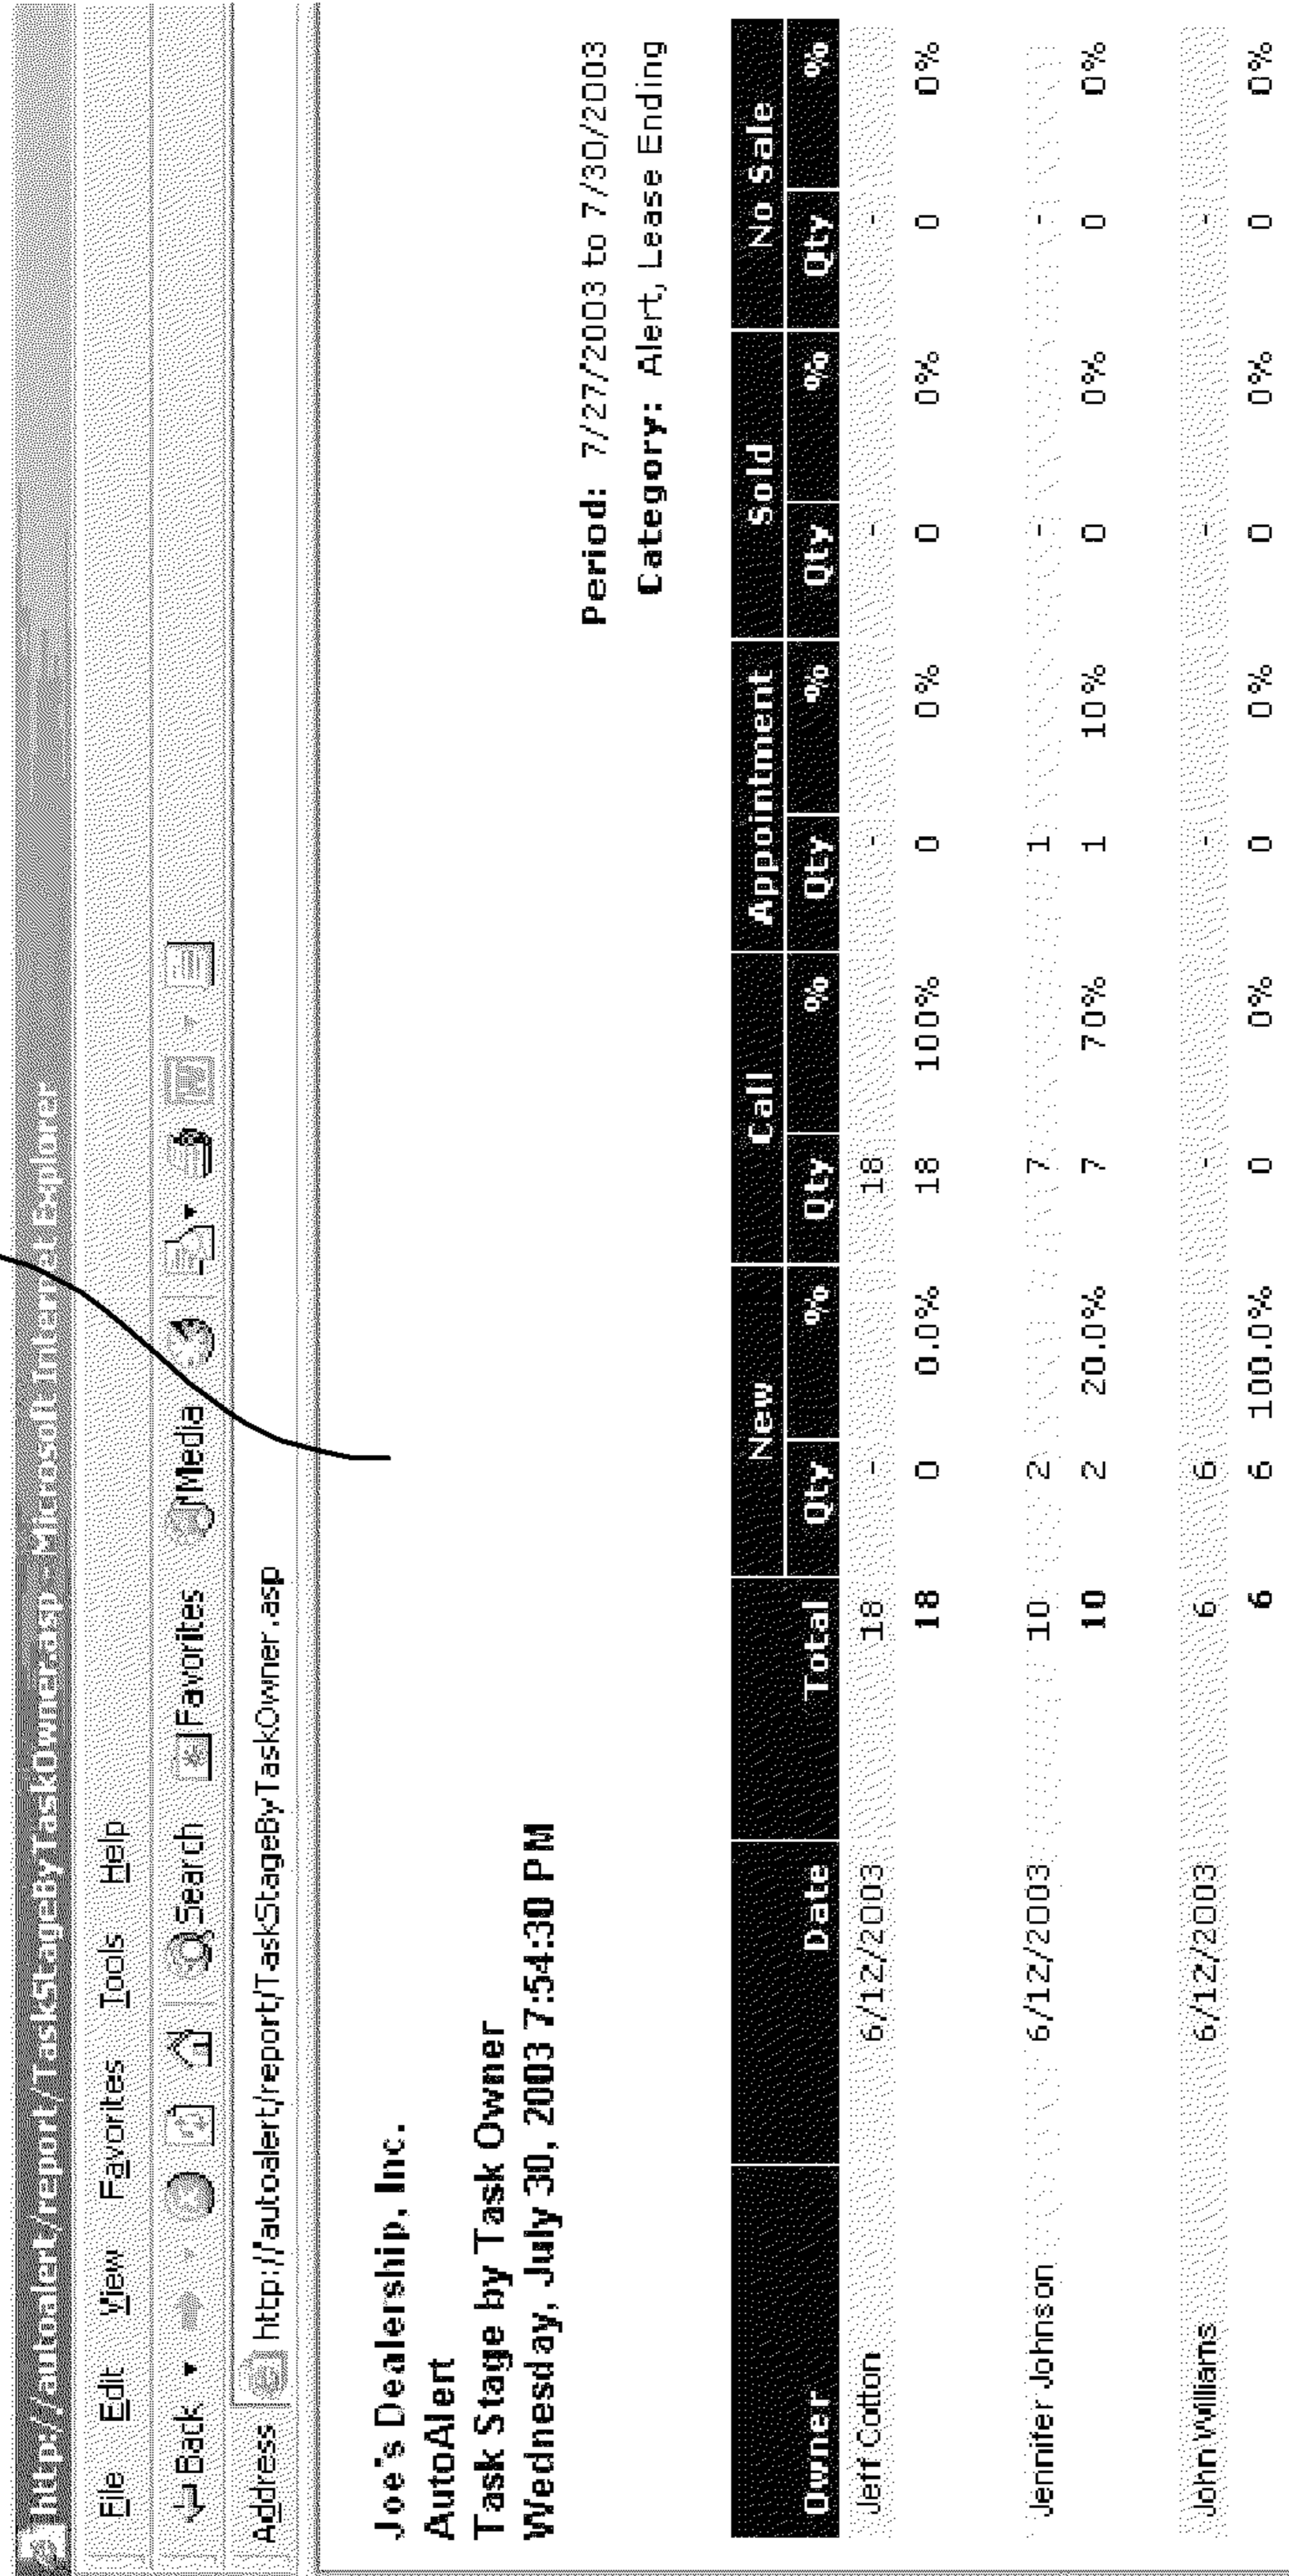 http://autoalert/report/TaskStageByTaskOwner.asp - Microsoft Internet Explorer
File Edit View Favorites Tools Help
Back Search Favorites Media
Address http://autoalert/report/TaskStageByTaskOwner.asp
Joe's Dealership, Inc.
AutoAlert
Task Stage by Task Owner
Wednesday, July 30, 2003 7:54:30 PM
Period: 7/27/2003 to 7/30/2003
Category: Alert, Lease Ending
New Call Appointment Sold No Sale
Owner Date Total Qty % Qty % Qty % Qty % Qty %
Jeff Cotton 6/12/2003 18 - 18 - - -
18 0 0.0% 18 100% 0 0% 0 0% 0 0%
Jennifer Johnson 6/12/2003 10 2 7 1 - -
10 2 20.0% 7 70% 1 10% 0 0% 0 0%
John Williams 6/12/2003 6 6 - - - -
6 6 100.0% 0 0% 0 0% 0 0% 0 0%